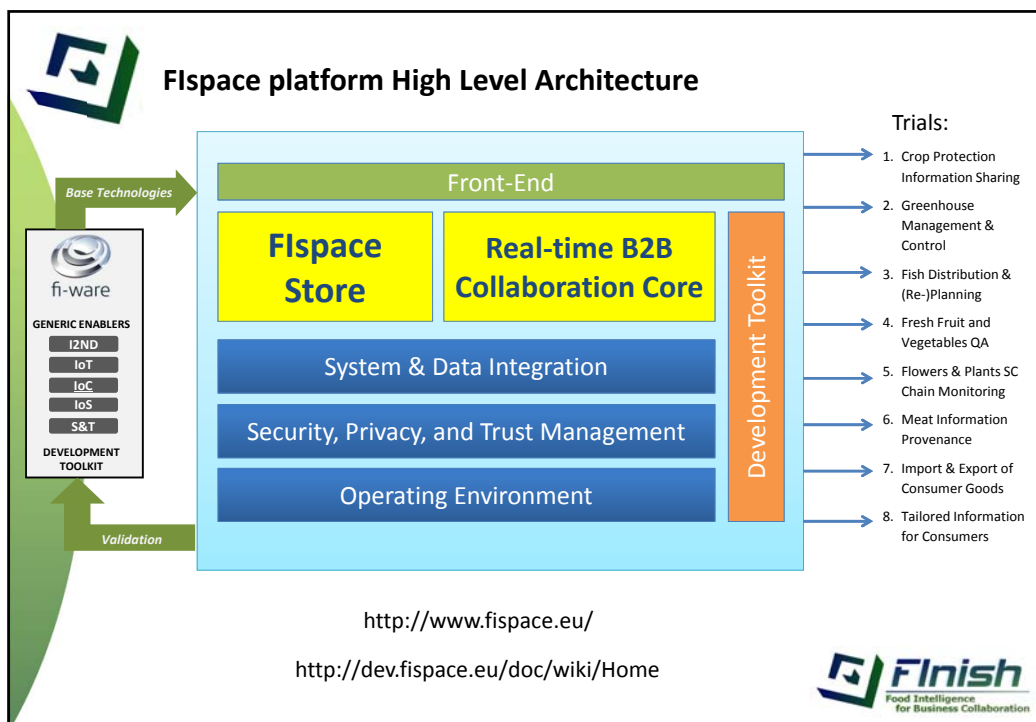 FIspace platform High Level Architecture
Base Technologies
fi-ware
GENERIC ENABLERS
I2ND
IoT
IoC
IoS
S&T
DEVELOPMENT
TOOLKIT
Validation
Front-End
FIspace
Store
Real-time B2B
Collaboration Core
System & Data Integration
Security, Privacy, and Trust Management
Operating Environment
Development Toolkit
Trials:
1. Crop Protection
Information Sharing
2. Greenhouse
Management &
Control
3. Fish Distribution &
(Re-)Planning
4. Fresh Fruit and
Vegetables QA
5. Flowers & Plants SC
Chain Monitoring
6. Meat Information
Provenance
7. Import & Export of
Consumer Goods
8. Tailored Information
for Consumers
http://www.fispace.eu/
http://dev.fispace.eu/doc/wiki/Home
FInish
Food Intelligence
for Business Collaboration